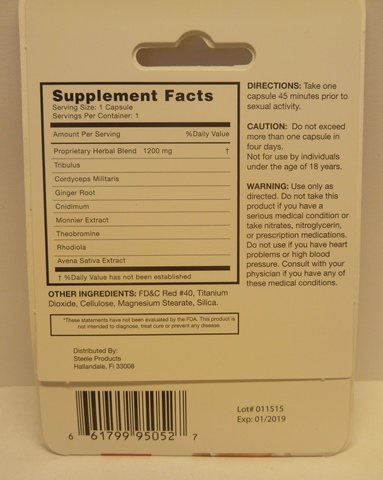 Supplement Facts
Serving Size: 1 Capsule
Servings Per Container: 1
Amount Per Serving %Daily Value
Proprietary Herbal Blend 1200 mg †
Tribulus
Cordyceps Militaris
Ginger Root
Cnidimum
Monnier Extract
Theobromine
Rhodiola
Avena Sativa Extract
† %Daily Value has not been established
OTHER INGREDIENTS: FD&C Red #40, Titanium
Dioxide, Cellulose, Magnesium Stearate, Silica.
*These statements have not been evaluated by the FDA. This product is
not intended to diagnose, treat cure or prevent any disease.
Distributed By:
Steele Products
Hallandale, Fl 33008
6 61799 95052 7
DIRECTIONS: Take one
capsule 45 minutes prior to
sexual activity.
CAUTION: Do not exceed
more than one capsule in
four days.
Not for use by individuals
under the age of 18 years.
WARNING: Use only as
directed. Do not take this
product if you have a
serious medical condition or
take nitrates, nitroglycerin,
or prescription medications.
Do not use if you have heart
problems or high blood
pressure. Consult with your
physician if you have any of
these medical conditions.
Lot# 011515
Exp: 01/2019